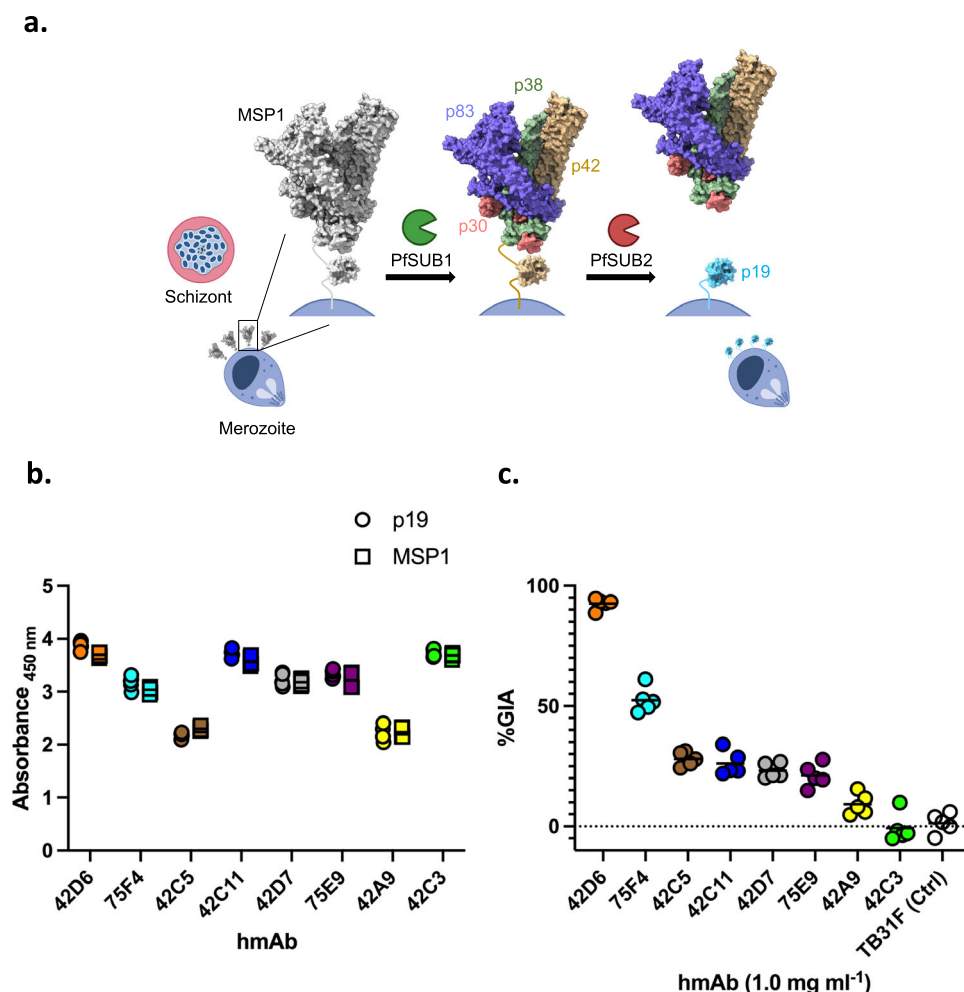 a.
MSP1
p38
p83
p42
p30
PfSUB1
PfSUB2
p19
Schizont
Merozoite
b.
p19
MSP1
Absorbance 450 nm
5
4
3
2
1
0
42D6
75F4
42C5
42C11
42D7
75E9
42A9
42C3
hmAb
c.
%GIA
100
50
0
42D6
75F4
42C5
42C11
42D7
75E9
42A9
42C3
TB31F (Ctrl)
hmAb (1.0 mg ml⁻¹)